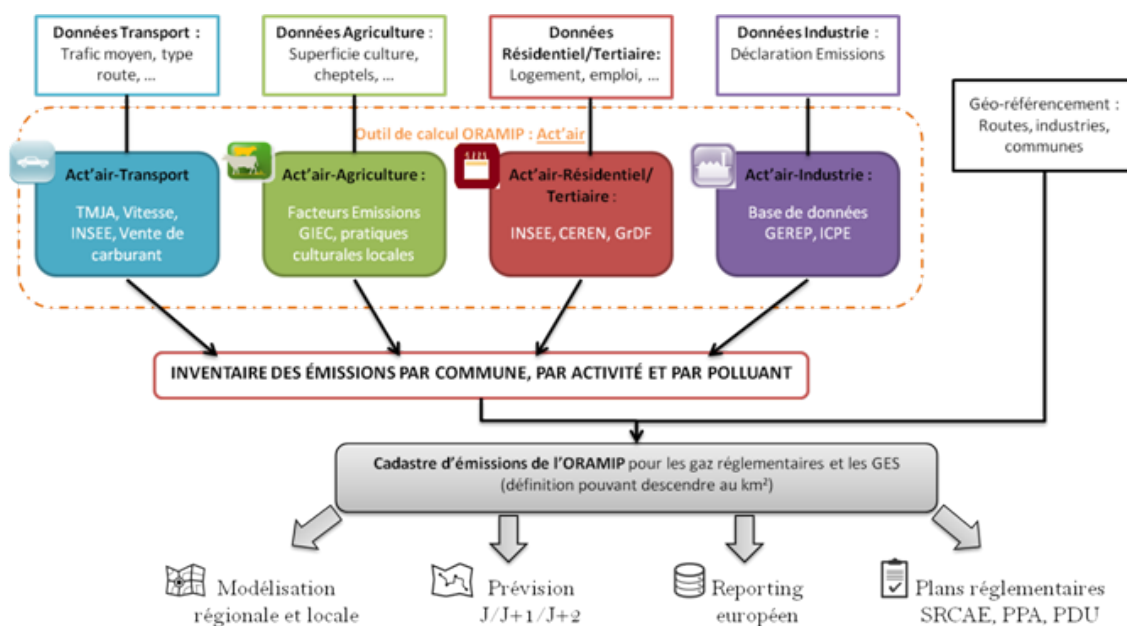 Données Transport :
Trafic moyen, type
route, ...
Données Agriculture :
Superficie culture,
cheptels, ...
Données
Résidentiel/Tertiaire:
Logement, emploi, ...
Données Industrie :
Déclaration Emissions
Géo-référencement :
Routes, industries,
communes
Outil de calcul ORAMIP : Act'air
Act'air-Transport
TMJA, Vitesse,
INSEE, Vente de
carburant
Act'air-Agriculture :
Facteurs Emissions
GIEC, pratiques
culturales locales
Act'air-Résidentiel/
Tertiaire :
INSEE, CEREN, GrDF
Act'air-Industrie :
Base de données
GEREP, ICPE
INVENTAIRE DES ÉMISSIONS PAR COMMUNE, PAR ACTIVITÉ ET PAR POLLUANT
Cadastre d'émissions de l'ORAMIP pour les gaz réglementaires et les GES
(définition pouvant descendre au km²)
Modélisation
régionale et locale
Prévision
J/J+1/J+2
Reporting
européen
Plans réglementaires
SRCAE, PPA, PDU